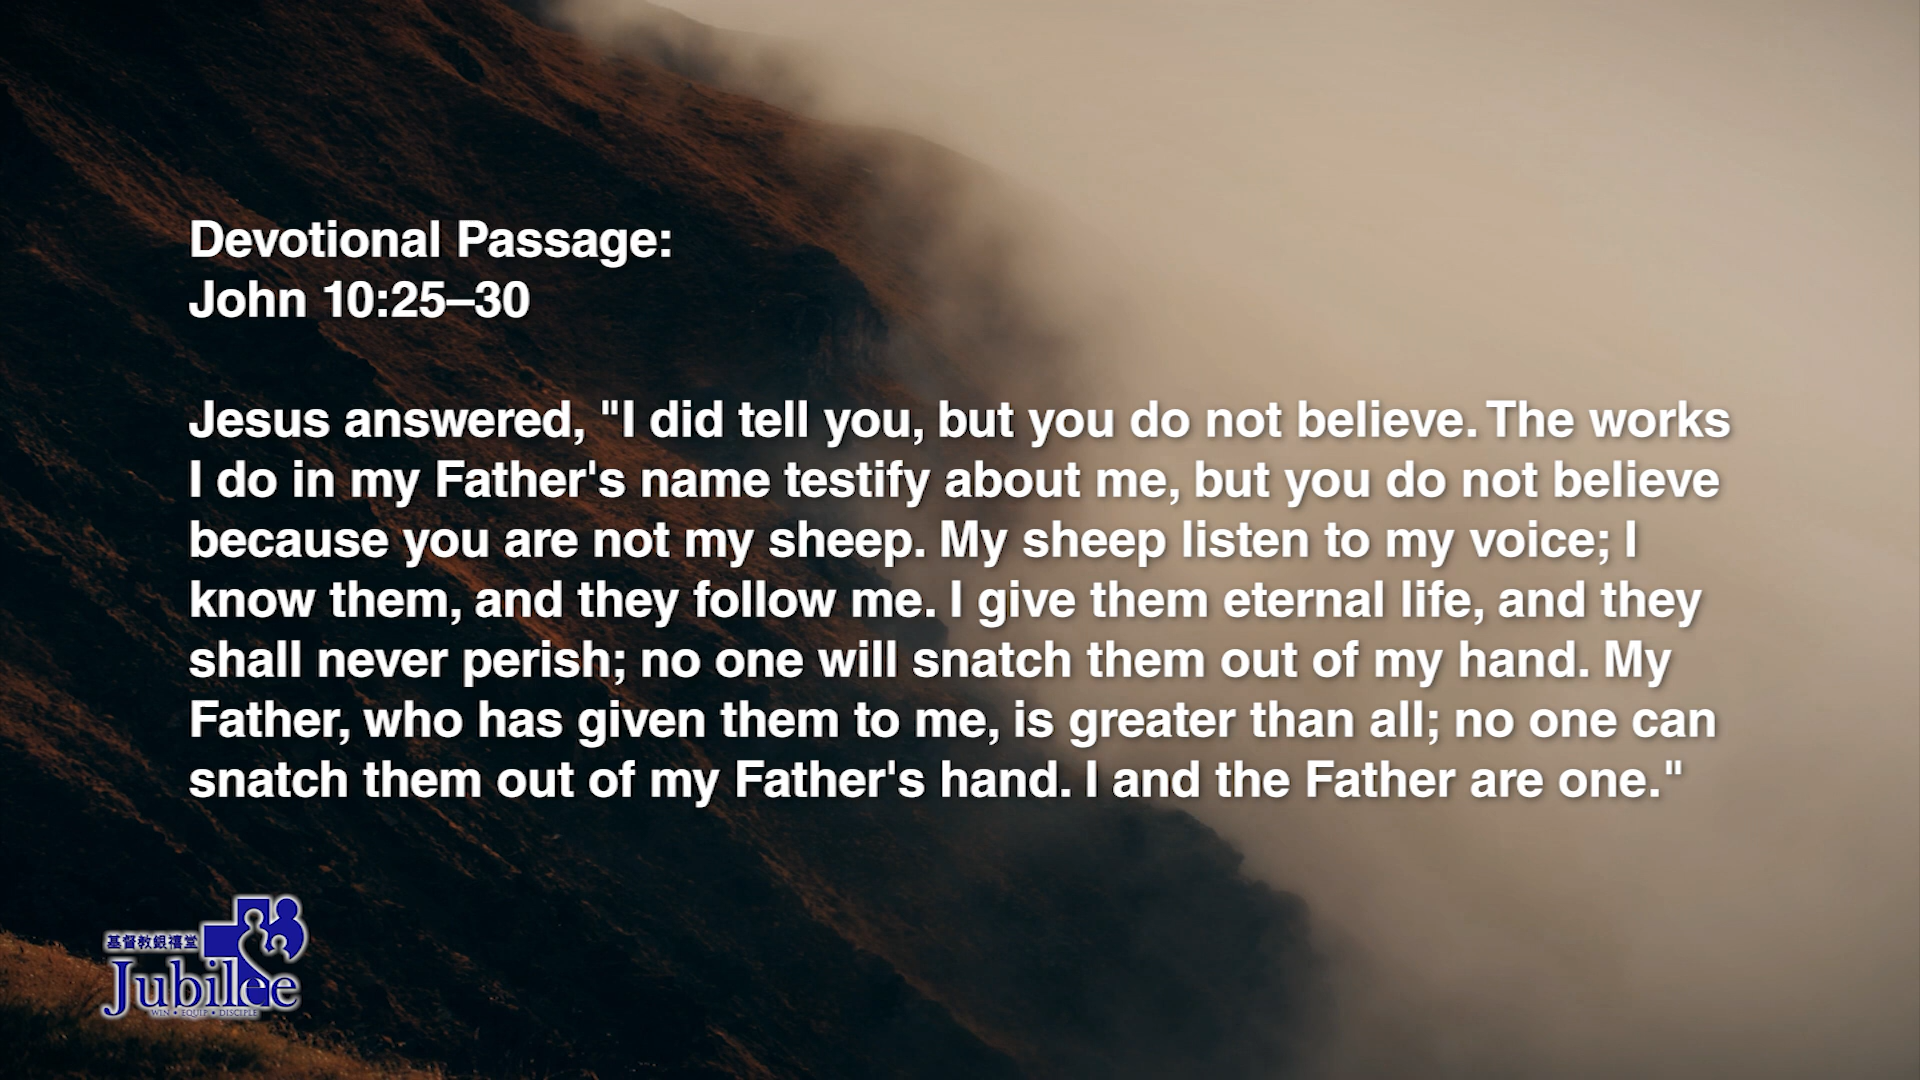 Devotional Passage:
John 10:25–30
Jesus answered, "I did tell you, but you do not believe. The works
I do in my Father's name testify about me, but you do not believe
because you are not my sheep. My sheep listen to my voice; I
know them, and they follow me. I give them eternal life, and they
shall never perish; no one will snatch them out of my hand. My
Father, who has given them to me, is greater than all; no one can
snatch them out of my Father's hand. I and the Father are one."
基督教銀禧堂
Jubilee
WIN • EQUIP • DISCIPLE